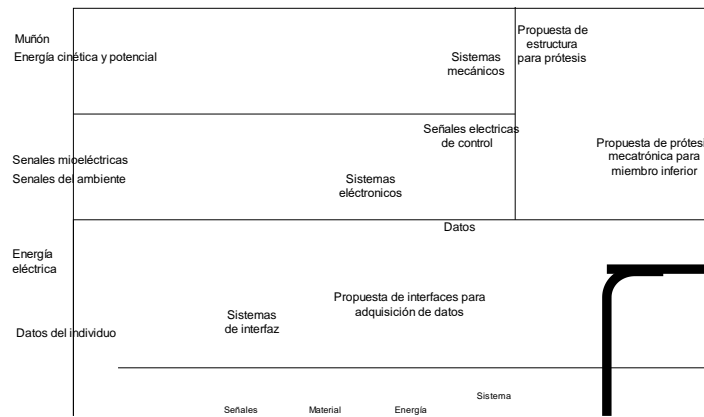 Muñón
Energía cinética y potencial
Sistemas
mecánicos
Propuesta de
estructura
para prótesis
Señales electricas
de control
Propuesta de prótesi
mecatrónica para
miembro inferior
Senales mioeléctricas
Senales del ambiente
Sistemas
eléctronicos
Datos
Energía
eléctrica
Propuesta de interfaces para
adquisición de datos
Sistemas
de interfaz
Datos del individuo
Señales
Material
Energía
Sistema